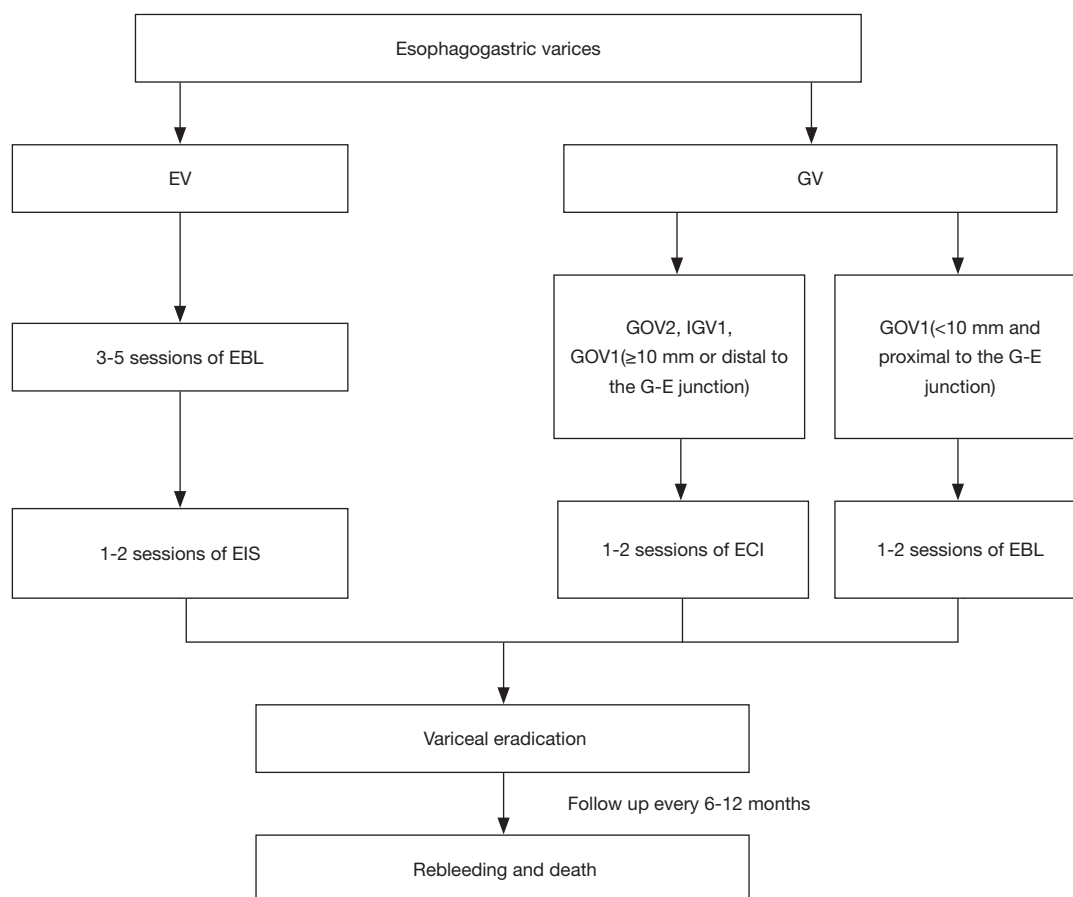 Esophagogastric varices
EV
GV
GOV2, IGV1,
GOV1(≥10 mm or distal to
the G-E junction)
GOV1(<10 mm and
proximal to the G-E
junction)
3-5 sessions of EBL
1-2 sessions of EIS
1-2 sessions of ECI
1-2 sessions of EBL
Variceal eradication
Follow up every 6-12 months
Rebleeding and death